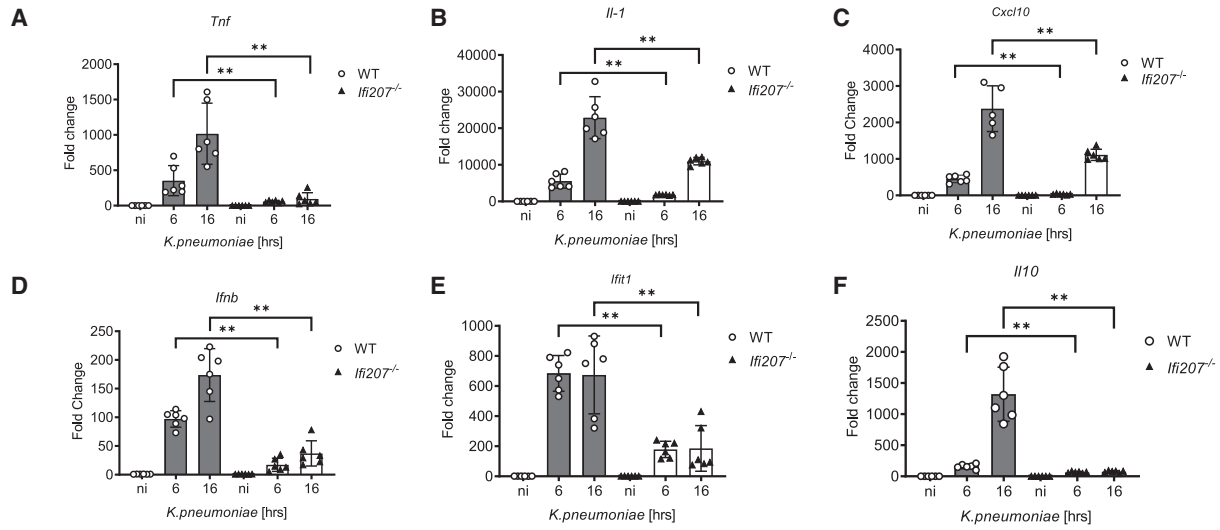 A
Tnf
**
**
2000
1500
1000
500
0
Fold change
ni 6 16 ni 6 16
K.pneumoniae [hrs]
WT
Ifi207-/-
B
Il-1
**
**
40000
30000
20000
10000
0
Fold change
ni 6 16 ni 6 16
K.pneumoniae [hrs]
WT
Ifi207-/-
C
Cxcl10
**
**
4000
3000
2000
1000
0
Fold Change
ni 6 16 ni 6 16
K.pneumoniae [hrs]
WT
Ifi207-/-
D
Ifnb
**
**
250
200
150
100
50
0
Fold Change
ni 6 16 ni 6 16
K.pneumoniae [hrs]
WT
Ifi207-/-
E
Ifit1
**
**
1000
800
600
400
200
0
Fold change
ni 6 16 ni 6 16
K.pneumoniae [hrs]
WT
Ifi207-/-
F
Il10
**
**
2500
2000
1500
1000
500
0
Fold change
ni 6 16 ni 6 16
K.pneumoniae [hrs]
WT
Ifi207-/-